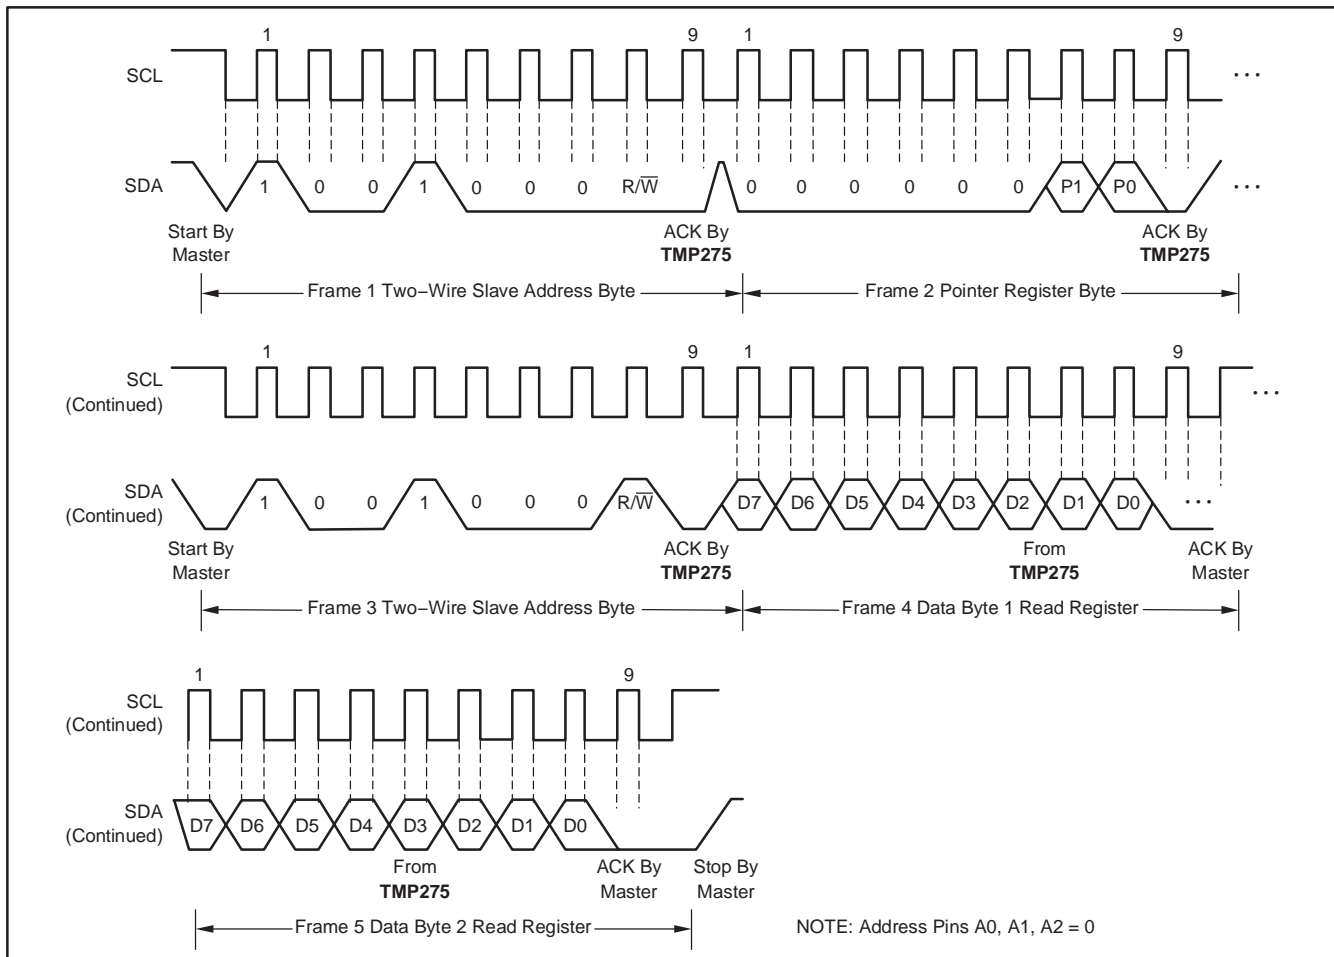 1 9 1 9
SCL ...
SDA 1 0 0 1 0 0 0 R/W̅ 0 0 0 0 0 0 P1 P0 ...
Start By Master
ACK By TMP275
ACK By TMP275
Frame 1 Two−Wire Slave Address Byte
Frame 2 Pointer Register Byte
1 9 1 9
SCL (Continued) ...
SDA (Continued) 1 0 0 1 0 0 0 R/W̅ D7 D6 D5 D4 D3 D2 D1 D0 ...
Start By Master
ACK By TMP275
From TMP275
ACK By Master
Frame 3 Two−Wire Slave Address Byte
Frame 4 Data Byte 1 Read Register
1 9
SCL (Continued)
SDA (Continued) D7 D6 D5 D4 D3 D2 D1 D0
From TMP275
ACK By Master
Stop By Master
Frame 5 Data Byte 2 Read Register
NOTE: Address Pins A0, A1, A2 = 0